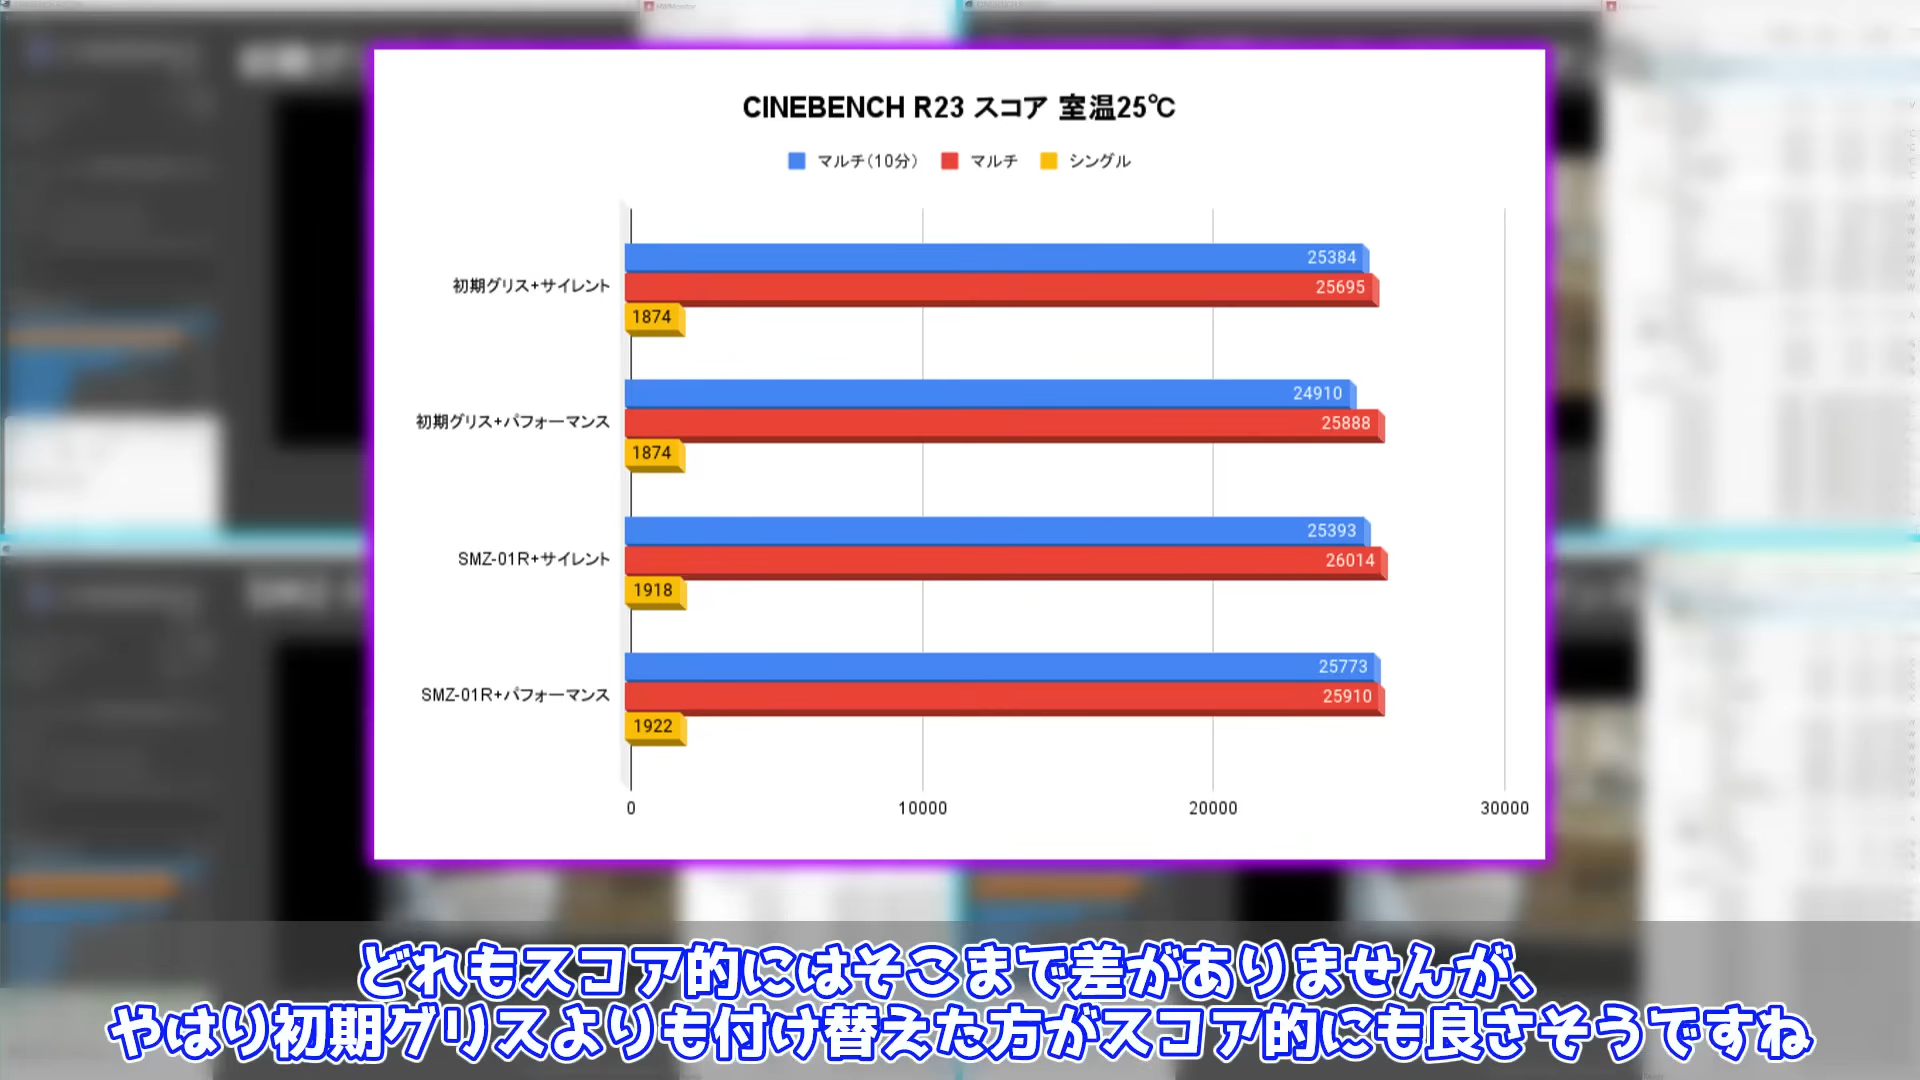 CINEBENCH R23 スコア 室温25℃
マルチ(10分) マルチ シングル
初期グリス+サイレント
25384
25695
1874
初期グリス+パフォーマンス
24910
25888
1874
SMZ-01R+サイレント
25393
26014
1918
SMZ-01R+パフォーマンス
25773
25910
1922
0 10000 20000 30000
どれもスコア的にはそこまで差がありませんが、
やはり初期グリスよりも付け替えた方がスコア的にも良さそうですね